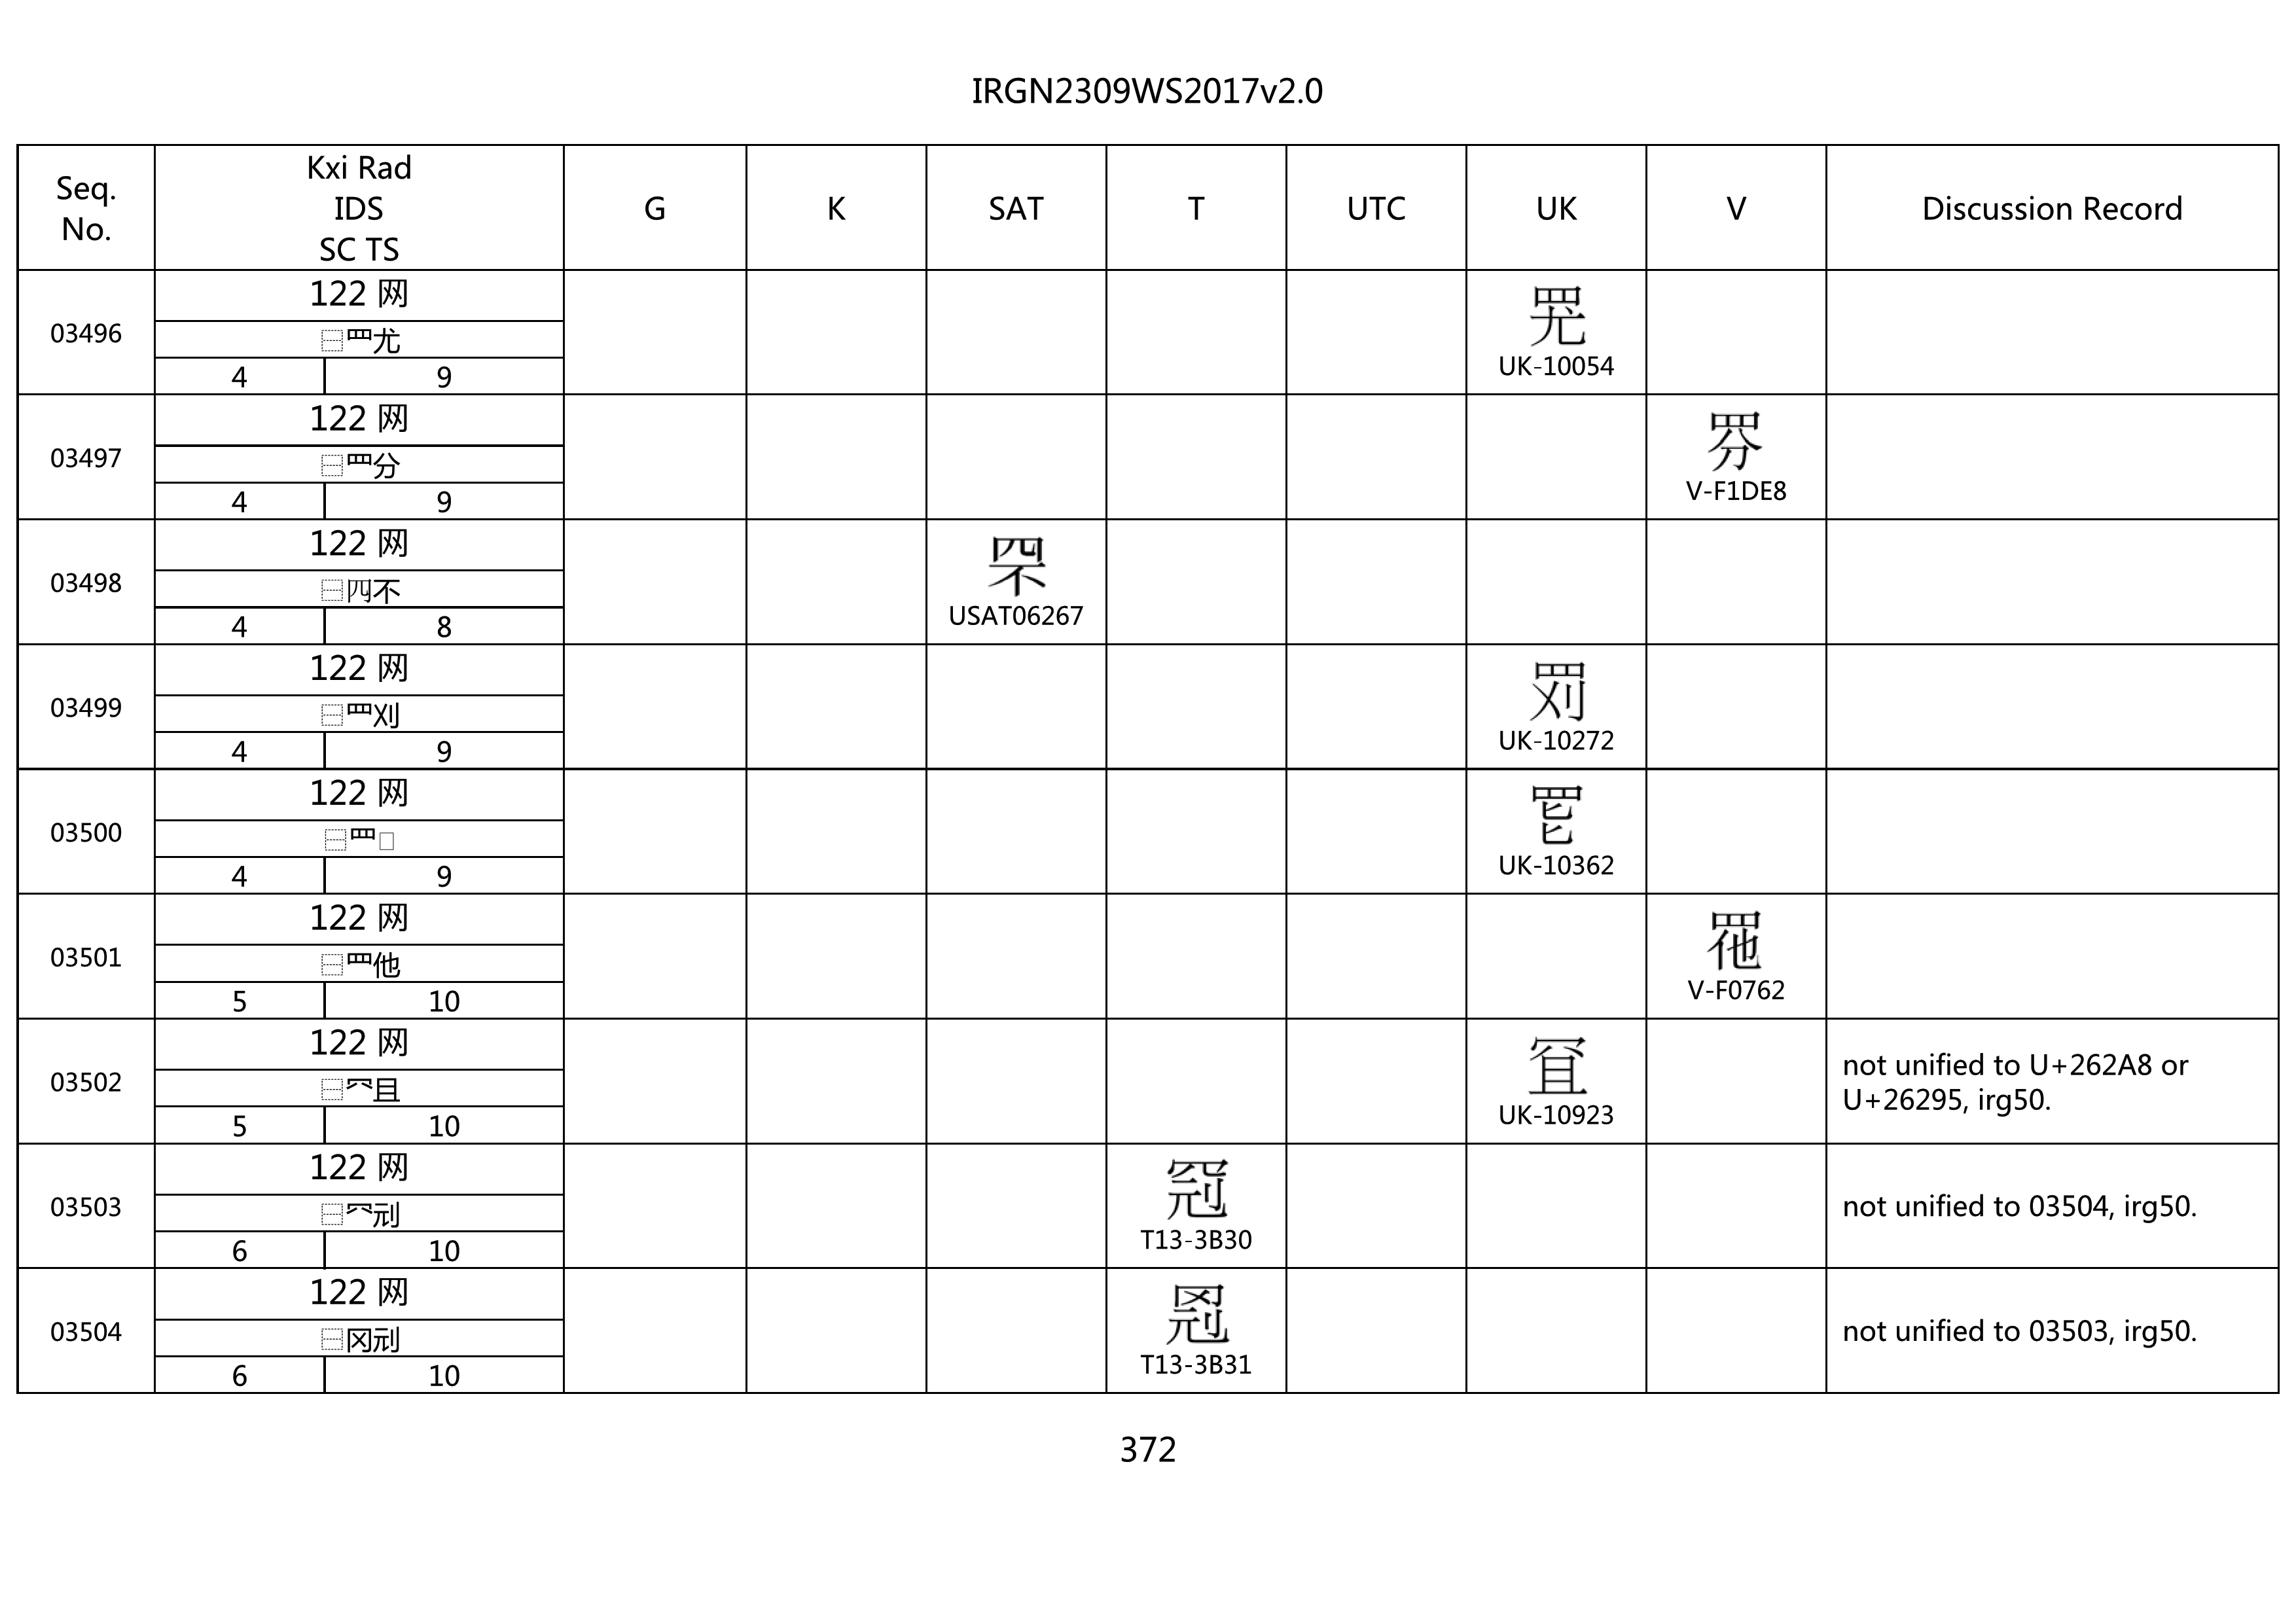 IRGN2309WS2017v2.0
Seq. No.
Kxi Rad
IDS
SC TS
G
K
SAT
T
UTC
UK
V
Discussion Record
03496
122 网
⿱罒尤
4 9
UK-10054
03497
122 网
⿱罒分
4 9
V-F1DE8
03498
122 网
⿱𦉪不
4 8
USAT06267
03499
122 网
⿱罒刈
4 9
UK-10272
03500
122 网
⿱罒
4 9
UK-10362
03501
122 网
⿱罒他
5 10
V-F0762
03502
122 网
⿱𦉫且
5 10
UK-10923
not unified to U+262A8 or
U+26295, irg50.
03503
122 网
⿱𦉫刓
6 10
T13-3B30
not unified to 03504, irg50.
03504
122 网
⿱冈刓
6 10
T13-3B31
not unified to 03503, irg50.
372